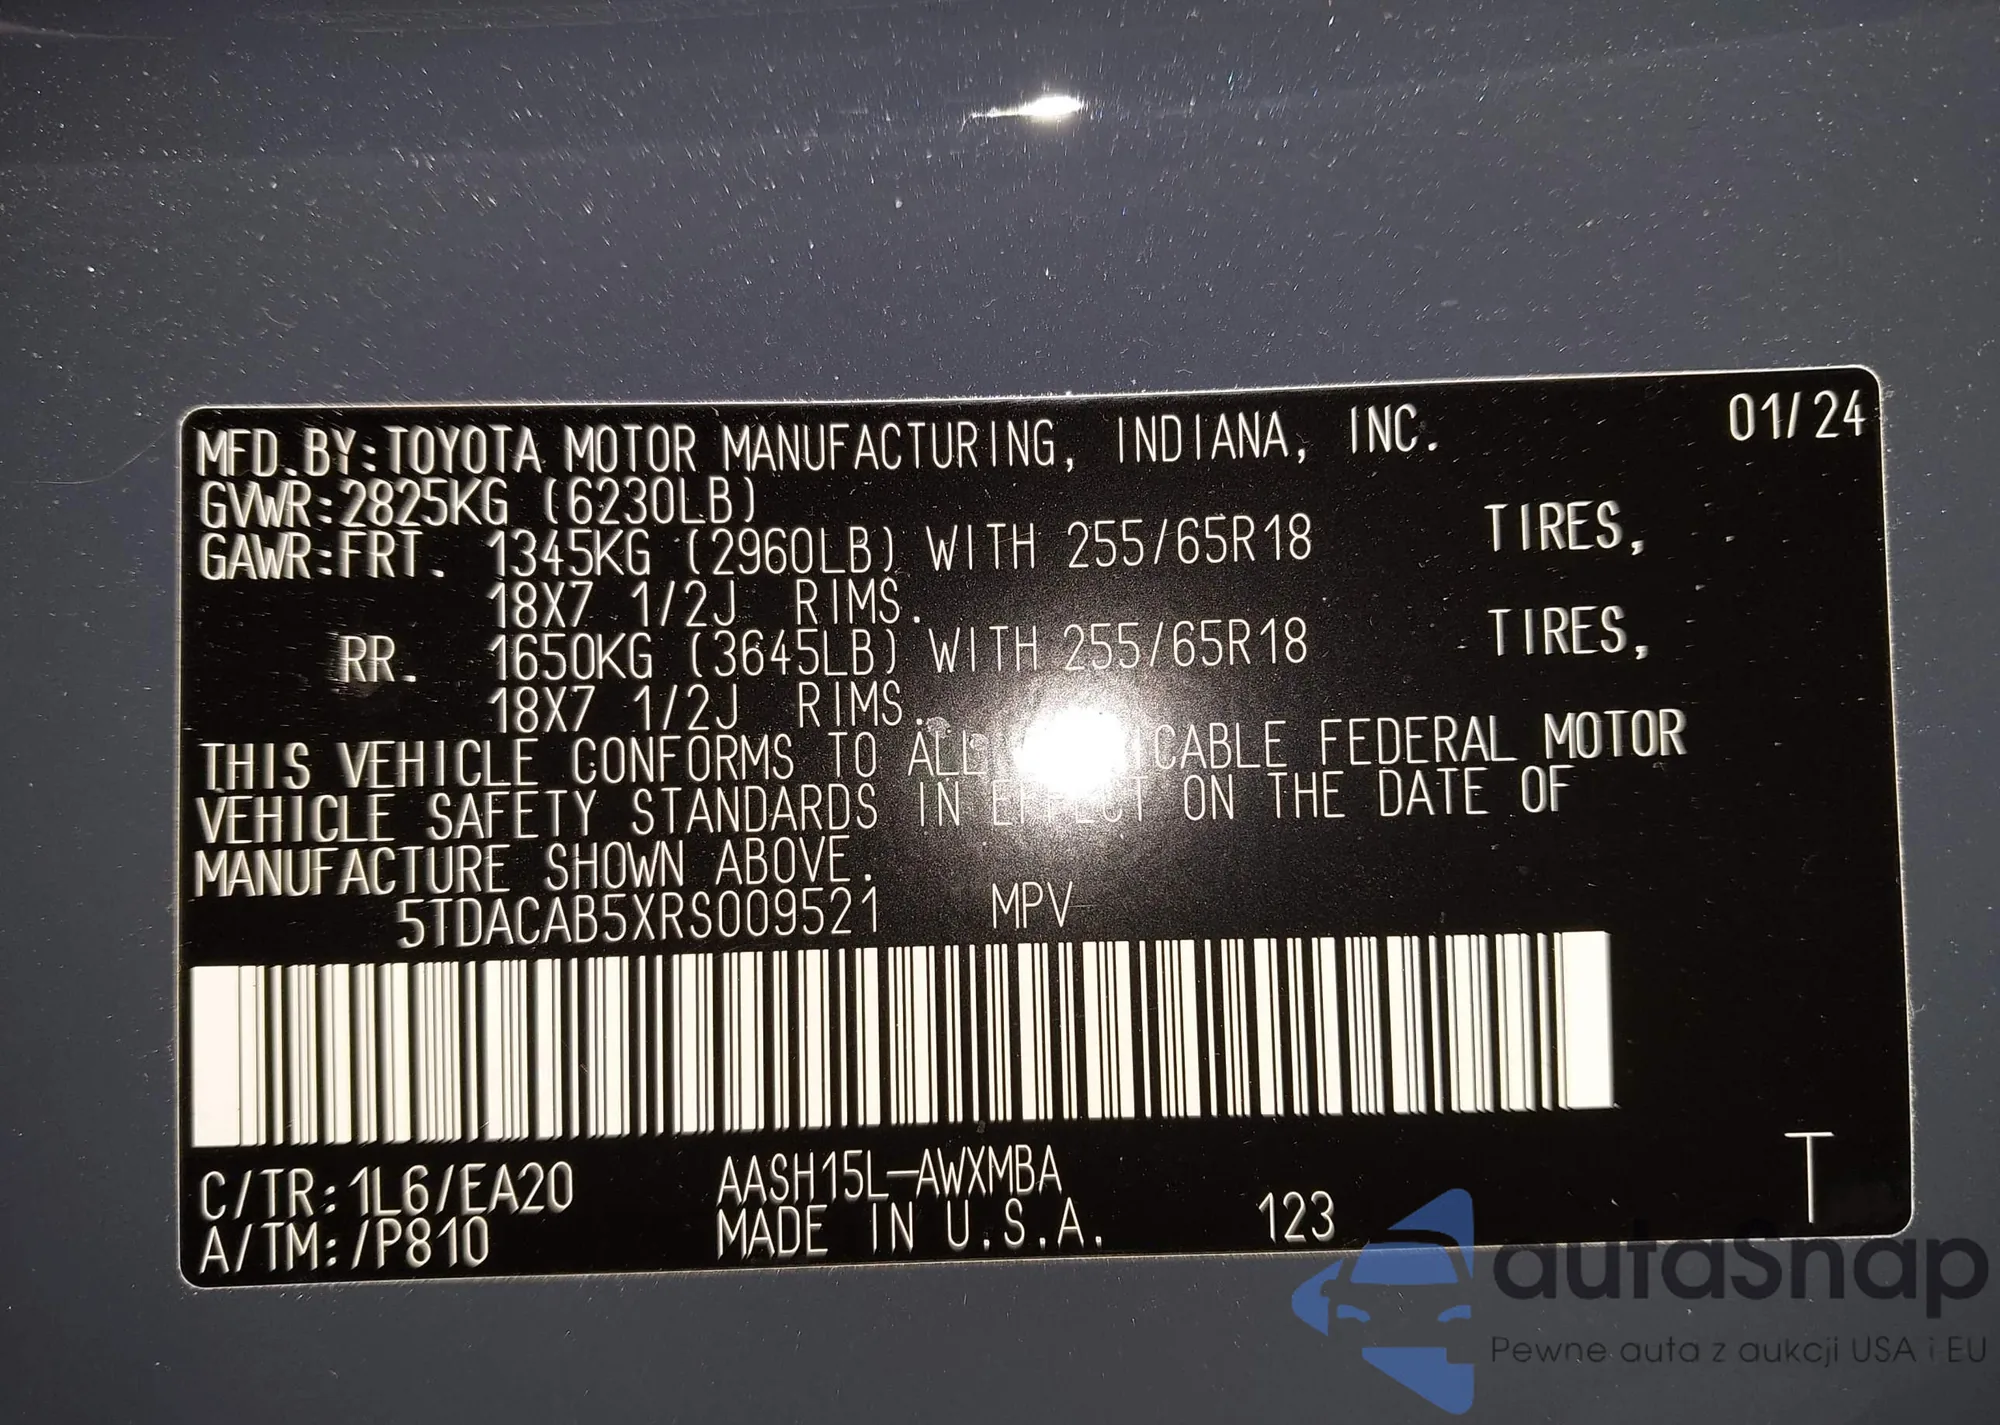 MFD.BY:TOYOTA MOTOR MANUFACTURING, INDIANA, INC. 01/24
GVWR:2825KG (6230LB)
GAWR:FRT. 1345KG (2960LB) WITH 255/65R18 TIRES,
18X7 1/2J RIMS.
RR. 1650KG (3645LB) WITH 255/65R18 TIRES,
18X7 1/2J RIMS.
THIS VEHICLE CONFORMS TO ALL FEDERAL MOTOR
VEHICLE SAFETY STANDARDS IN EFFECT ON THE DATE OF
MANUFACTURE SHOWN ABOVE.
5TDACAB5XRS009521 MPV
C/TR:1L6/EA20 AASH15L-AWXMBA T
A/TM:/P810 MADE IN U.S.A. 123
autaSnap
Pewne auta z aukcji USA i EU